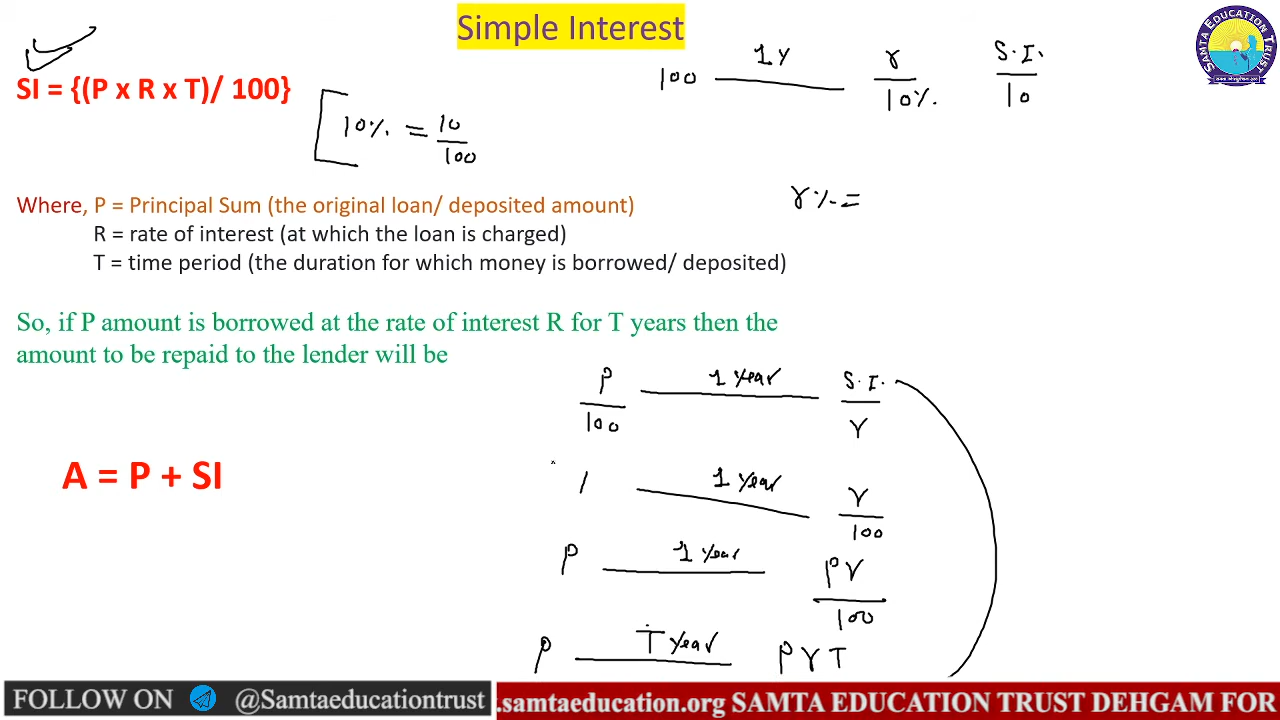 Simple Interest
SAMTA EDUCATION TRUST
SI = {(P x R x T)/ 100}
100 1Y r S.I.
10% 10
10% = 10
100
r% =
Where, P = Principal Sum (the original loan/ deposited amount)
R = rate of interest (at which the loan is charged)
T = time period (the duration for which money is borrowed/ deposited)
So, if P amount is borrowed at the rate of interest R for T years then the
amount to be repaid to the lender will be
P 1 year S.I.
100 r
A = P + SI
1 1 year r
100
P 1 year Pr
100
P T year PrT
FOLLOW ON @Samtaeducationtrust .samtaeducation.org SAMTA EDUCATION TRUST DEHGAM FOR